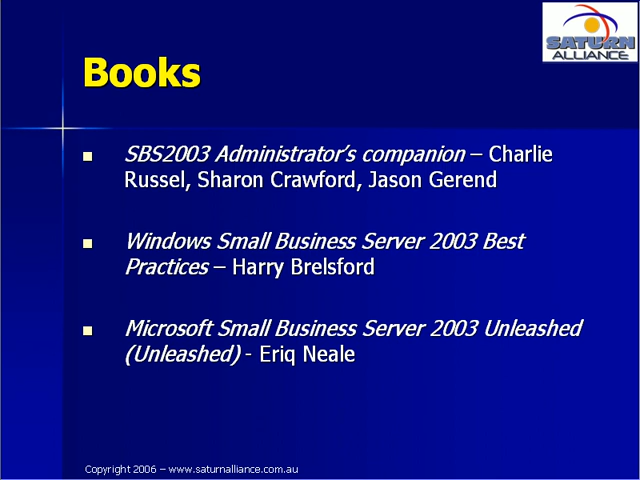 SATURN
ALLIANCE
Books
SBS2003 Administrator's companion – Charlie
Russel, Sharon Crawford, Jason Gerend
Windows Small Business Server 2003 Best
Practices – Harry Brelsford
Microsoft Small Business Server 2003 Unleashed
(Unleashed) - Eriq Neale
Copyright 2006 – www.saturnalliance.com.au